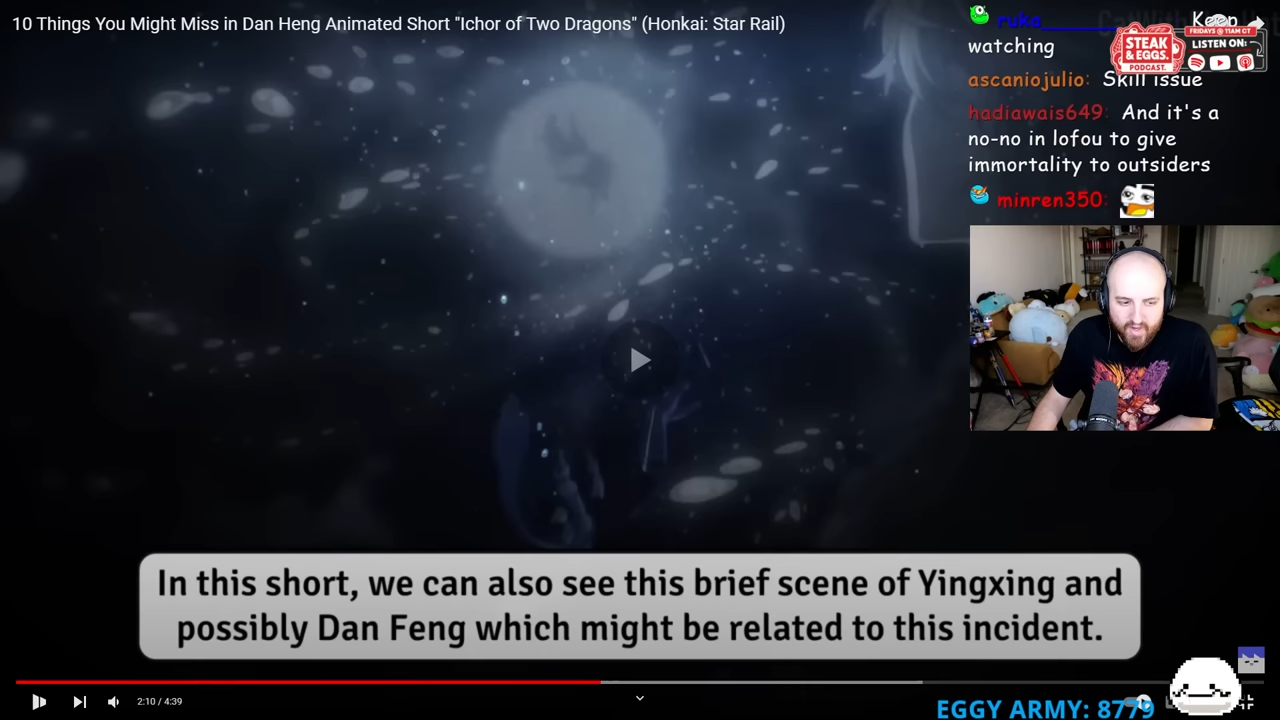 10 Things You Might Miss in Dan Heng Animated Short "Ichor of Two Dragons" (Honkai: Star Rail)
ruka_______ Keep
watching
ascaniojulio: Skill issue
hadiawais649: And it's a
no-no in lofou to give
immortality to outsiders
minren350:
STEAK
& EGGS.
PODCAST.
FRIDAYS @ 11AM CT
LISTEN ON:
In this short, we can also see this brief scene of Yingxing and
possibly Dan Feng which might be related to this incident.
2:10 / 4:39
EGGY ARMY: 8779